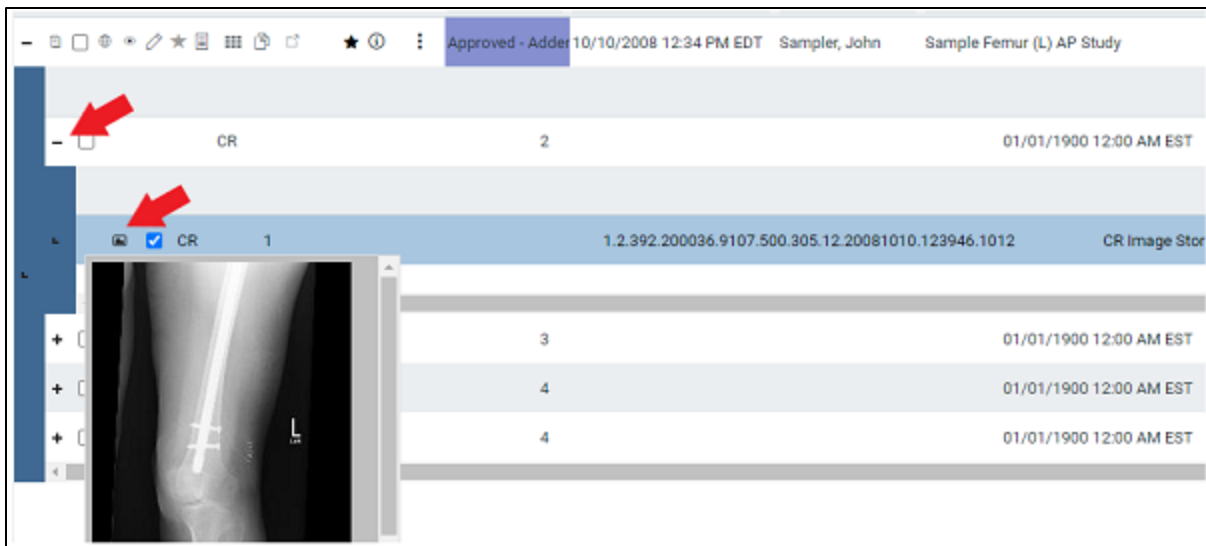 Approved - Adder 10/10/2008 12:34 PM EDT Sampler, John Sample Femur (L) AP Study
CR 2 01/01/1900 12:00 AM EST
CR 1 1.2.392.200036.9107.500.305.12.20081010.123946.1012 CR Image Stor
L
3 01/01/1900 12:00 AM EST
4 01/01/1900 12:00 AM EST
4 01/01/1900 12:00 AM EST